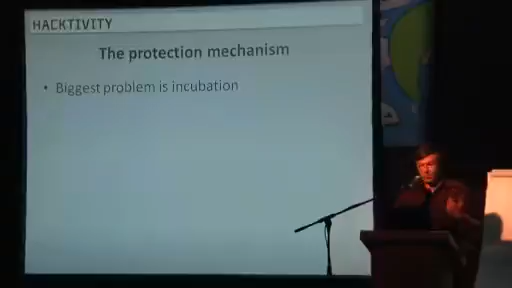 HACKTIVITY
The protection mechanism
• Biggest problem is incubation